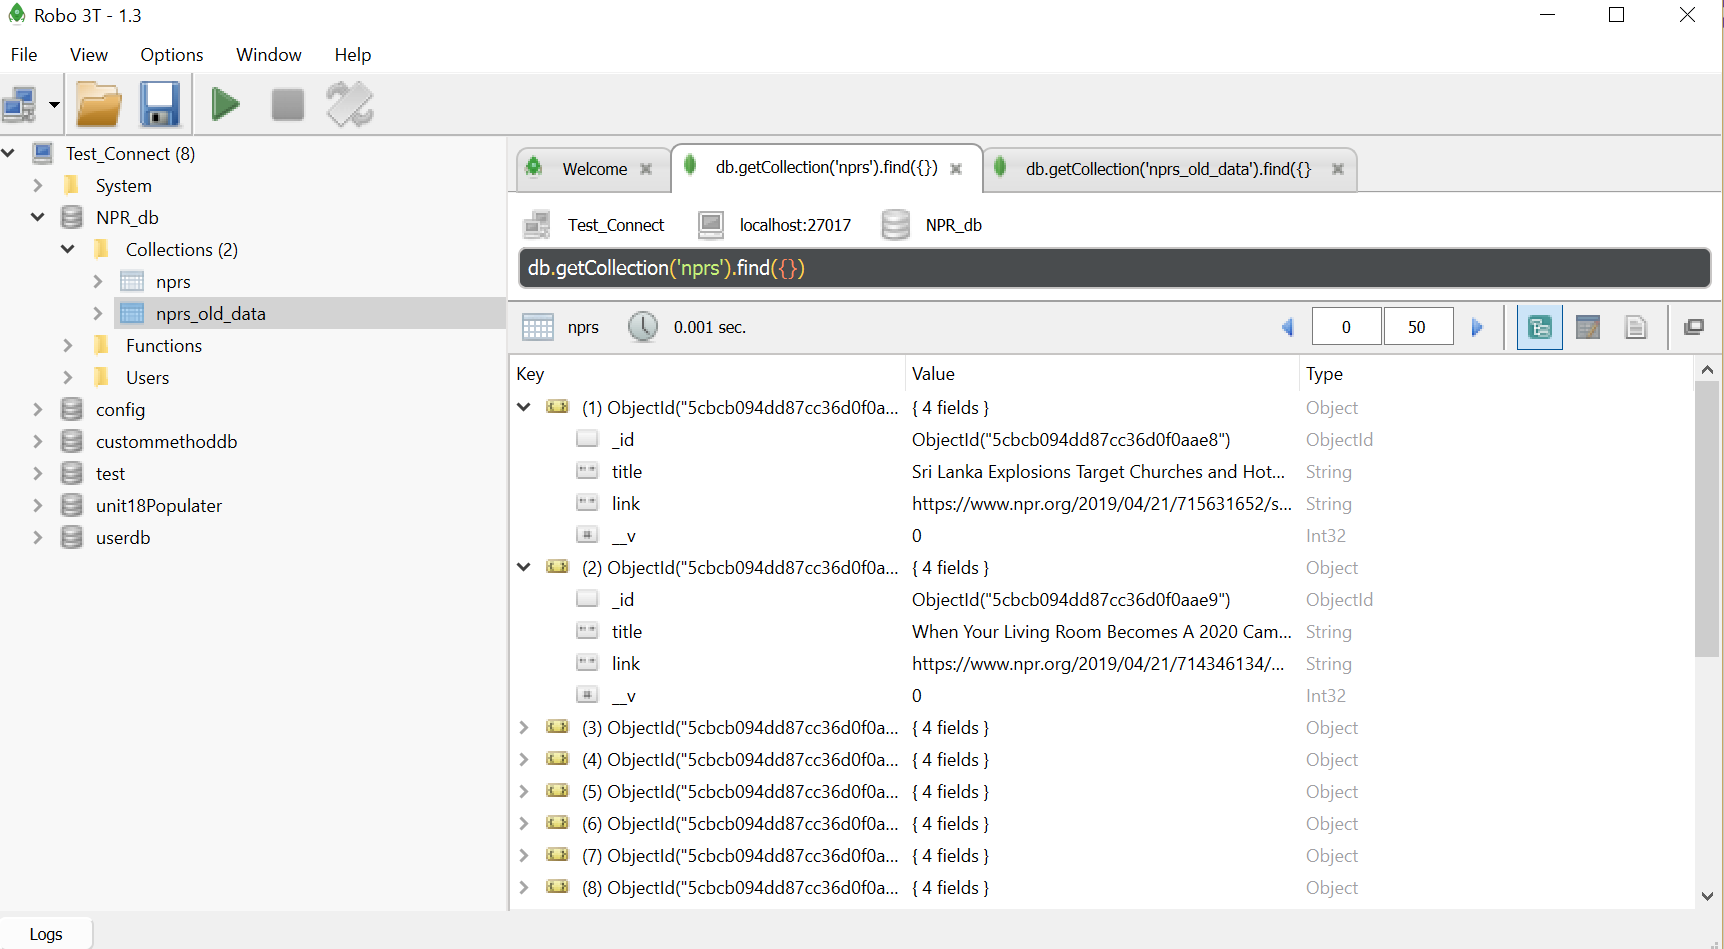 Robo 3T - 1.3
File View Options Window Help
Test_Connect (8)
System
NPR_db
Collections (2)
nprs
nprs_old_data
Functions
Users
config
custommethoddb
test
unit18Populater
userdb
Welcome db.getCollection('nprs').find({}) db.getCollection('nprs_old_data').find({}
Test_Connect localhost:27017 NPR_db
db.getCollection('nprs').find({})
nprs 0.001 sec. 0 50
Key Value Type
(1) ObjectId("5cbcb094dd87cc36d0f0a... { 4 fields } Object
_id ObjectId("5cbcb094dd87cc36d0f0aae8") ObjectId
title Sri Lanka Explosions Target Churches and Hot... String
link https://www.npr.org/2019/04/21/715631652/s... String
__v 0 Int32
(2) ObjectId("5cbcb094dd87cc36d0f0a... { 4 fields } Object
_id ObjectId("5cbcb094dd87cc36d0f0aae9") ObjectId
title When Your Living Room Becomes A 2020 Cam... String
link https://www.npr.org/2019/04/21/714346134/... String
__v 0 Int32
(3) ObjectId("5cbcb094dd87cc36d0f0a... { 4 fields } Object
(4) ObjectId("5cbcb094dd87cc36d0f0a... { 4 fields } Object
(5) ObjectId("5cbcb094dd87cc36d0f0a... { 4 fields } Object
(6) ObjectId("5cbcb094dd87cc36d0f0a... { 4 fields } Object
(7) ObjectId("5cbcb094dd87cc36d0f0a... { 4 fields } Object
(8) ObjectId("5cbcb094dd87cc36d0f0a... { 4 fields } Object
Logs